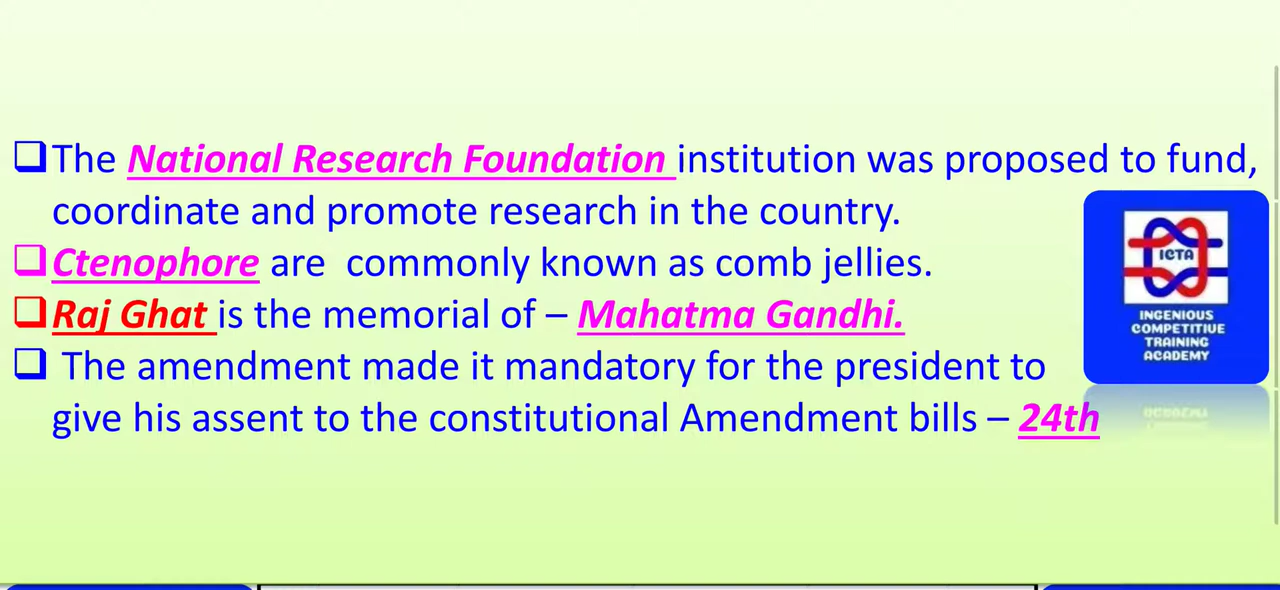 ❑The National Research Foundation institution was proposed to fund,
coordinate and promote research in the country.
❑Ctenophore are  commonly known as comb jellies.
❑Raj Ghat is the memorial of – Mahatma Gandhi.
❑ The amendment made it mandatory for the president to
give his assent to the constitutional Amendment bills – 24th
ICTA
INGENIOUS
COMPETITIVE
TRAINING
ACADEMY